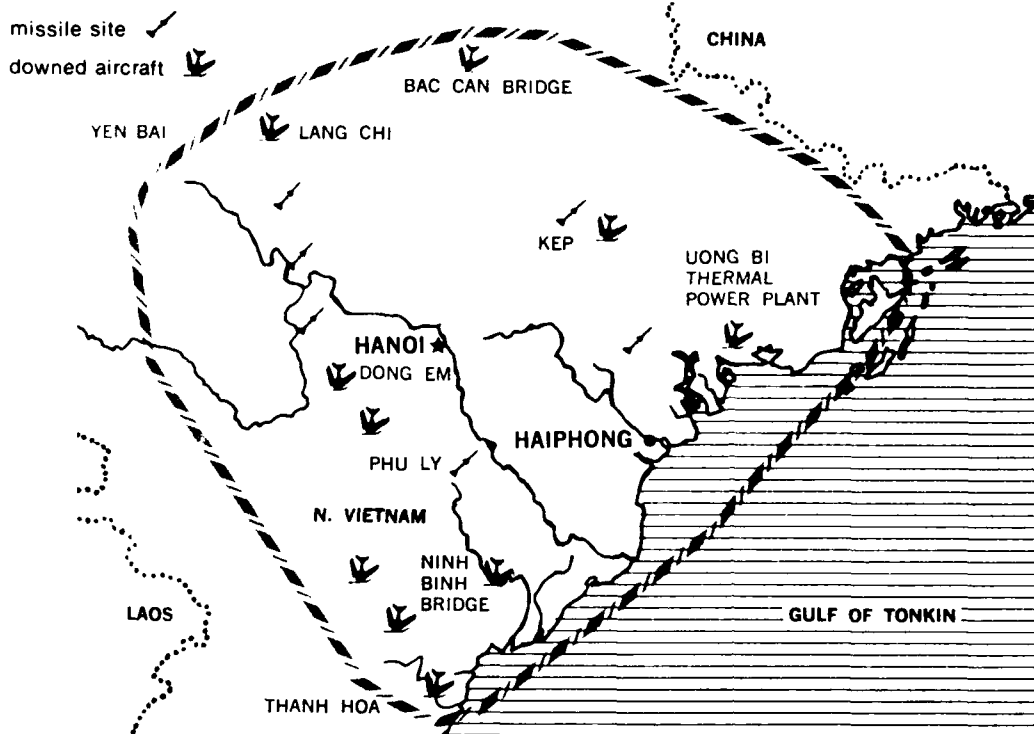 missile site
downed aircraft
CHINA
BAC CAN BRIDGE
YEN BAI
LANG CHI
KEP
UONG BI
THERMAL
POWER PLANT
HANOI
DONG EM
HAIPHONG
PHU LY
N. VIETNAM
NINH
BINH
BRIDGE
LAOS
GULF OF TONKIN
THANH HOA